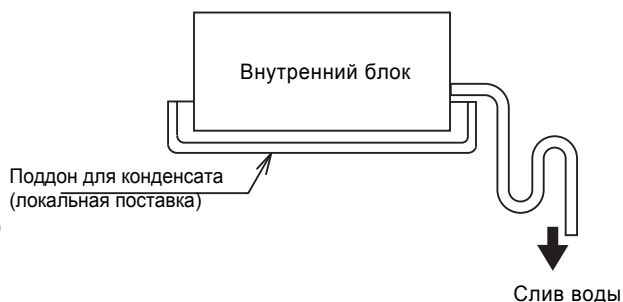 Внутренний блок
Поддон для конденсата
(локальная поставка)
Слив воды